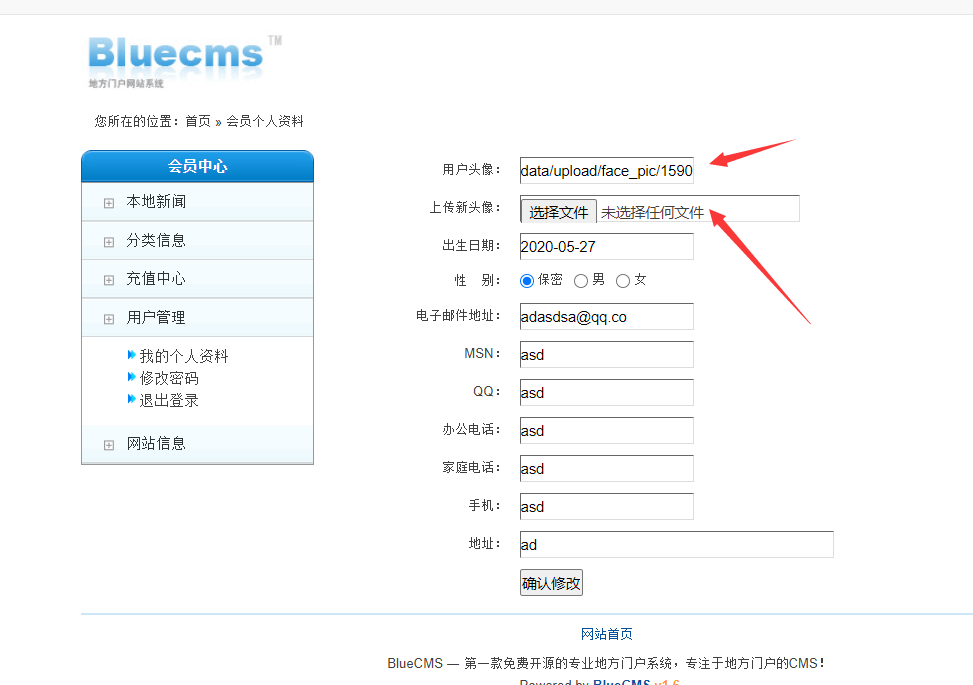 Bluecms™
地方门户网站系统
您所在的位置：首页 » 会员个人资料
会员中心
本地新闻
分类信息
充值中心
用户管理
我的个人资料
修改密码
退出登录
网站信息
用户头像： data/upload/face_pic/1590
上传新头像： 选择文件 未选择任何文件
出生日期： 2020-05-27
性 别： 保密 男 女
电子邮件地址： adasdsa@qq.co
MSN： asd
QQ： asd
办公电话： asd
家庭电话： asd
手机： asd
地址： ad
确认修改
网站首页
BlueCMS — 第一款免费开源的专业地方门户系统，专注于地方门户的CMS！
Powered by BlueCMS v1.6